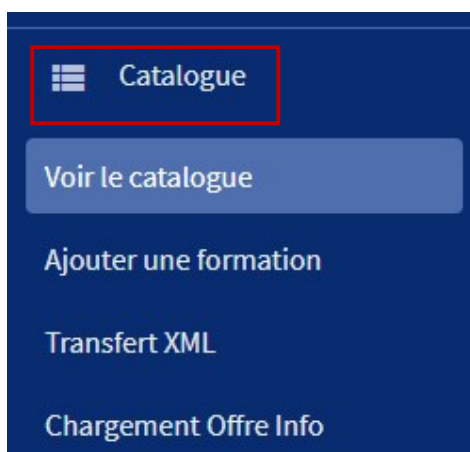 Catalogue
Voir le catalogue
Ajouter une formation
Transfert XML
Chargement Offre Info